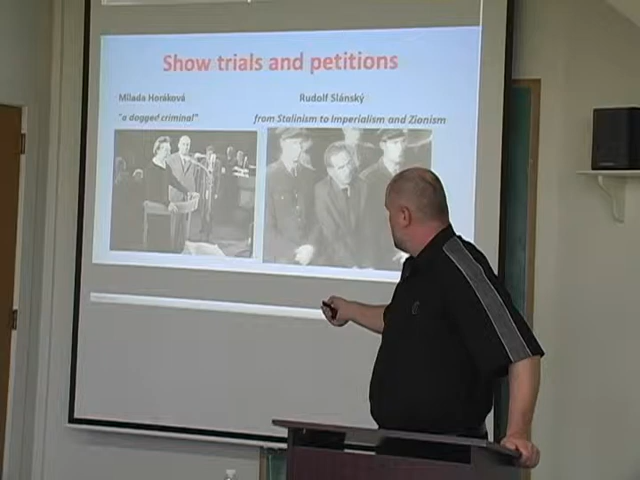 Show trials and petitions
Milada Horáková
Rudolf Slánský
"a dogged criminal"
from Stalinism to Imperialism and Zionism